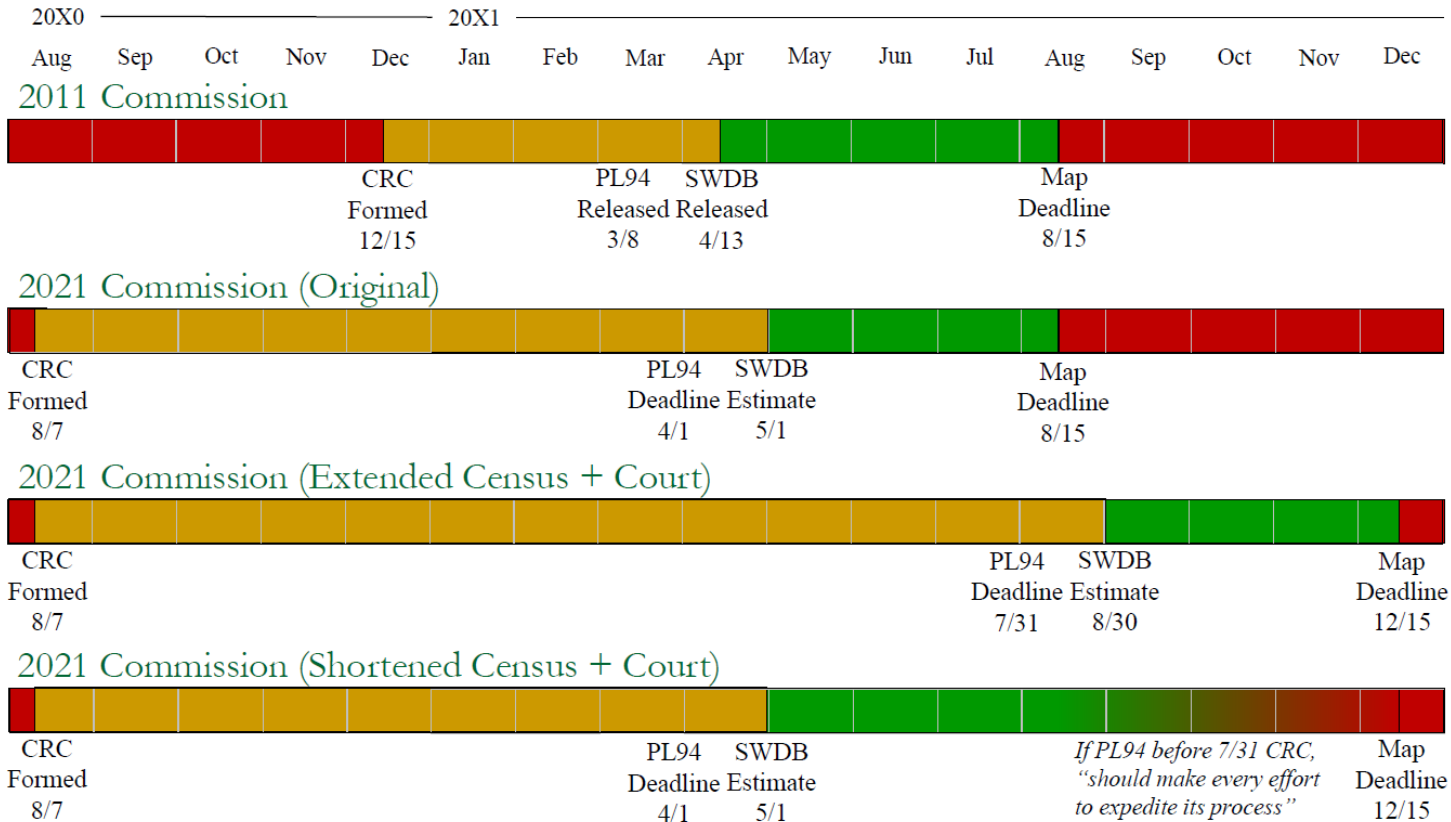 20X0 20X1
Aug Sep Oct Nov Dec Jan Feb Mar Apr May Jun Jul Aug Sep Oct Nov Dec
2011 Commission
CRC PL94 SWDB Map
Formed Released Released Deadline
12/15 3/8 4/13 8/15
2021 Commission (Original)
CRC PL94 SWDB Map
Formed Deadline Estimate Deadline
8/7 4/1 5/1 8/15
2021 Commission (Extended Census + Court)
CRC PL94 SWDB Map
Formed Deadline Estimate Deadline
8/7 7/31 8/30 12/15
2021 Commission (Shortened Census + Court)
CRC PL94 SWDB If PL94 before 7/31 CRC, Map
Formed Deadline Estimate “should make every effort Deadline
8/7 4/1 5/1 to expedite its process” 12/15